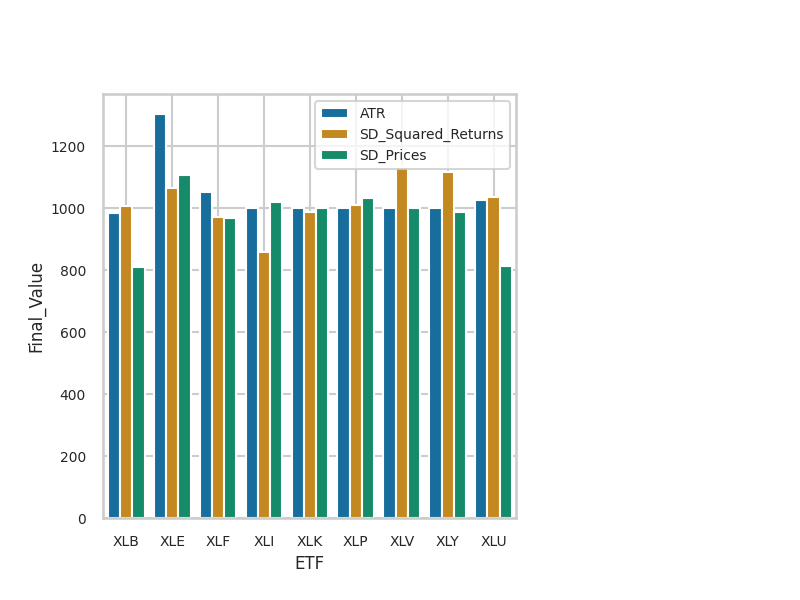 ATR
SD_Squared_Returns
SD_Prices
1200
1000
800
600
400
200
0
Final_Value
XLB XLE XLF XLI XLK XLP XLV XLY XLU
ETF